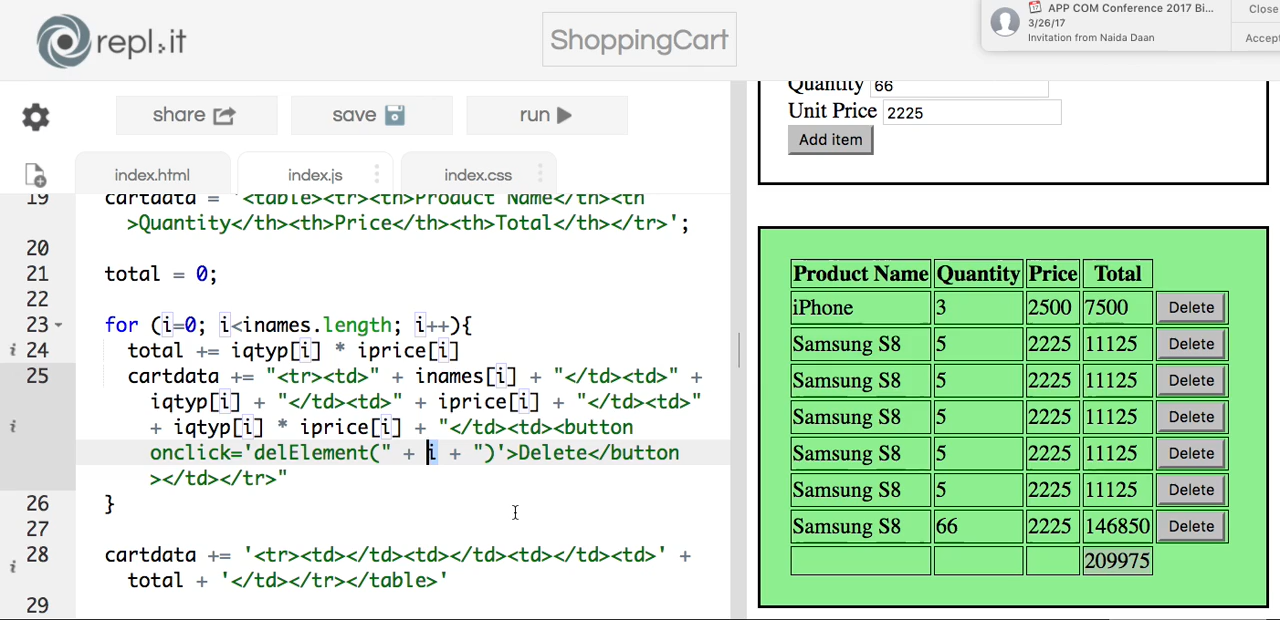 repl.it
ShoppingCart
APP COM Conference 2017 Bi...
3/26/17
Invitation from Naida Daan
Close
Accept
share
save
run
index.html
index.js
index.css
19 cartdata = '<table><tr><th>Product Name</th><th
>Quantity</th><th>Price</th><th>Total</th></tr>';
20
21 total = 0;
22
23 for (i=0; i<inames.length; i++){
i 24 total += iqtyp[i] * iprice[i]
25 cartdata += "<tr><td>" + inames[i] + "</td><td>" +
iqtyp[i] + "</td><td>" + iprice[i] + "</td><td>"
i + iqtyp[i] * iprice[i] + "</td><td><button
onclick='delElement(" + i + ")'>Delete</button
></td></tr>"
26 }
27
i 28 cartdata += '<tr><td></td><td></td><td></td><td>' +
total + '</td></tr></table>'
29
Quantity 66
Unit Price 2225
Add item
Product Name Quantity Price Total
iPhone 3 2500 7500 Delete
Samsung S8 5 2225 11125 Delete
Samsung S8 5 2225 11125 Delete
Samsung S8 5 2225 11125 Delete
Samsung S8 5 2225 11125 Delete
Samsung S8 5 2225 11125 Delete
Samsung S8 66 2225 146850 Delete
209975